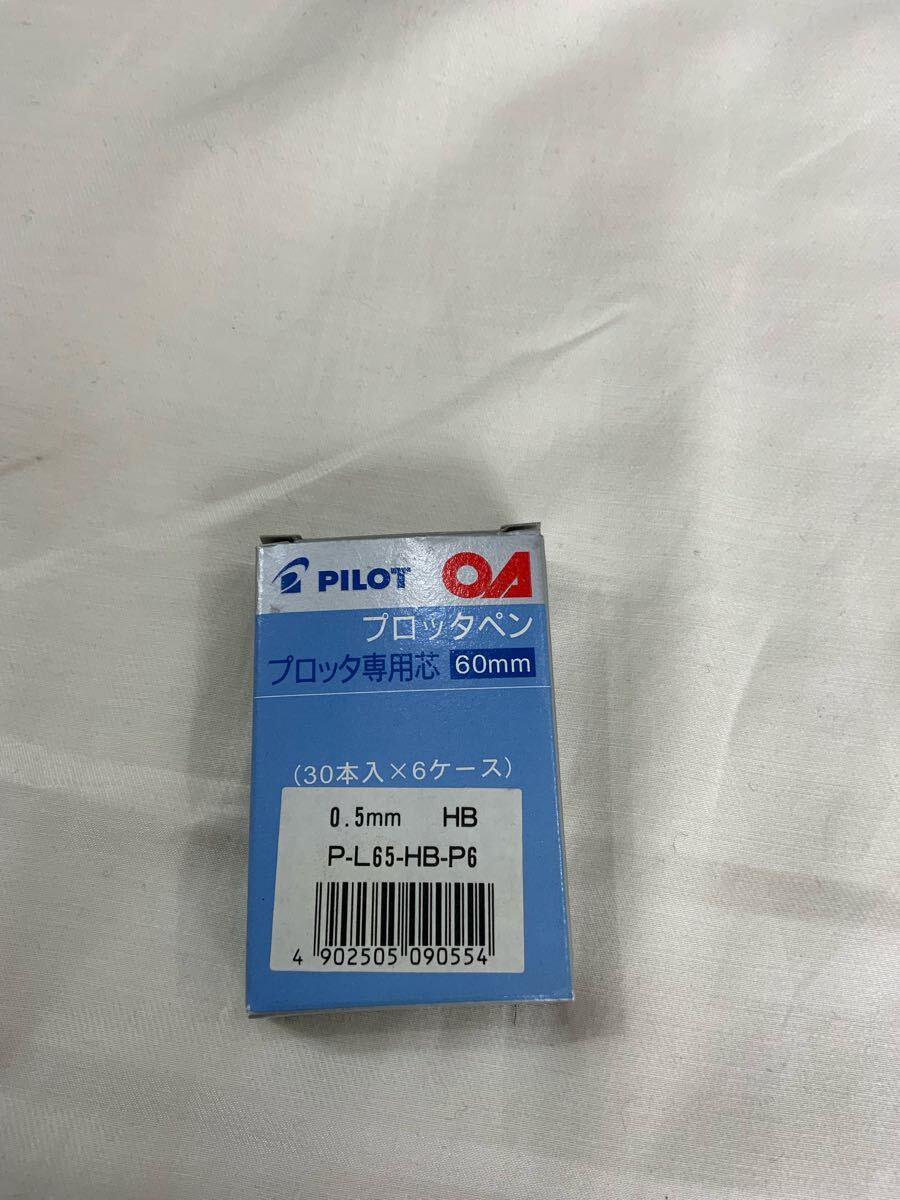 PILOT OA
プロッタペン
プロッタ専用芯 60mm
(30本入×6ケース)
0.5mm HB
P-L65-HB-P6
4 902505 090554